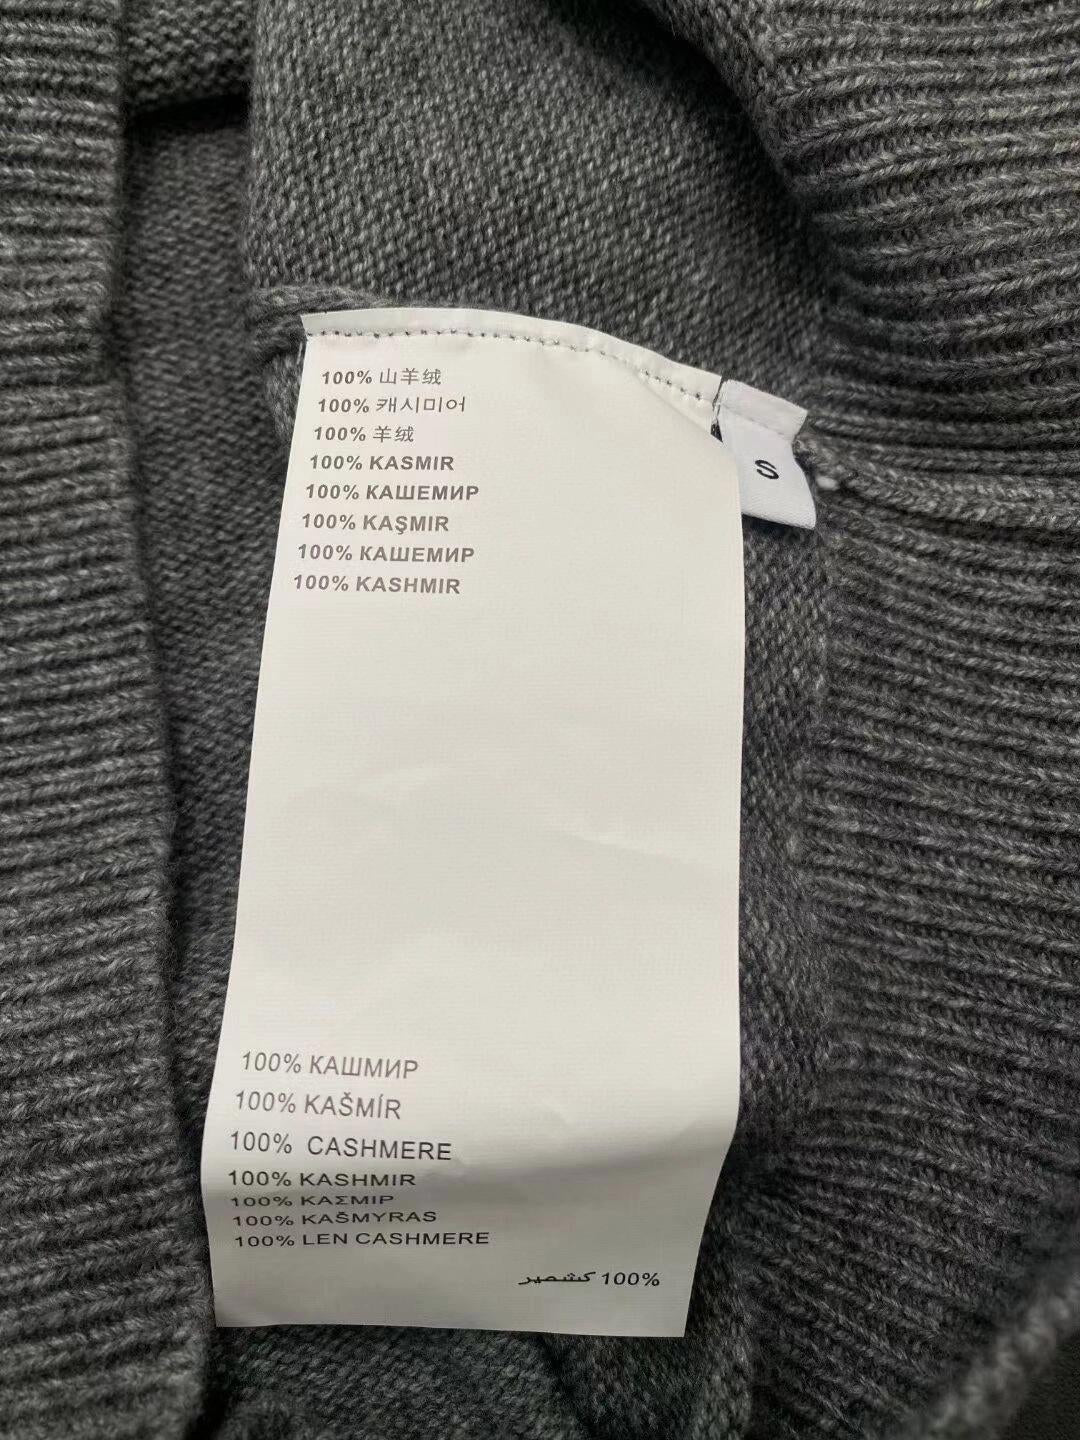 100% 山羊绒
100% 캐시미어
100% 羊绒
100% KASMIR
100% КАШЕМИР
100% KAŞMIR
100% КАШЕМИР
100% KASHMIR
S
100% КАШМИР
100% KAŠMÍR
100% CASHMERE
100% KASHMIR
100% ΚΑΣΜΙΡ
100% KAŠMYRAS
100% LEN CASHMERE
100% كشمير